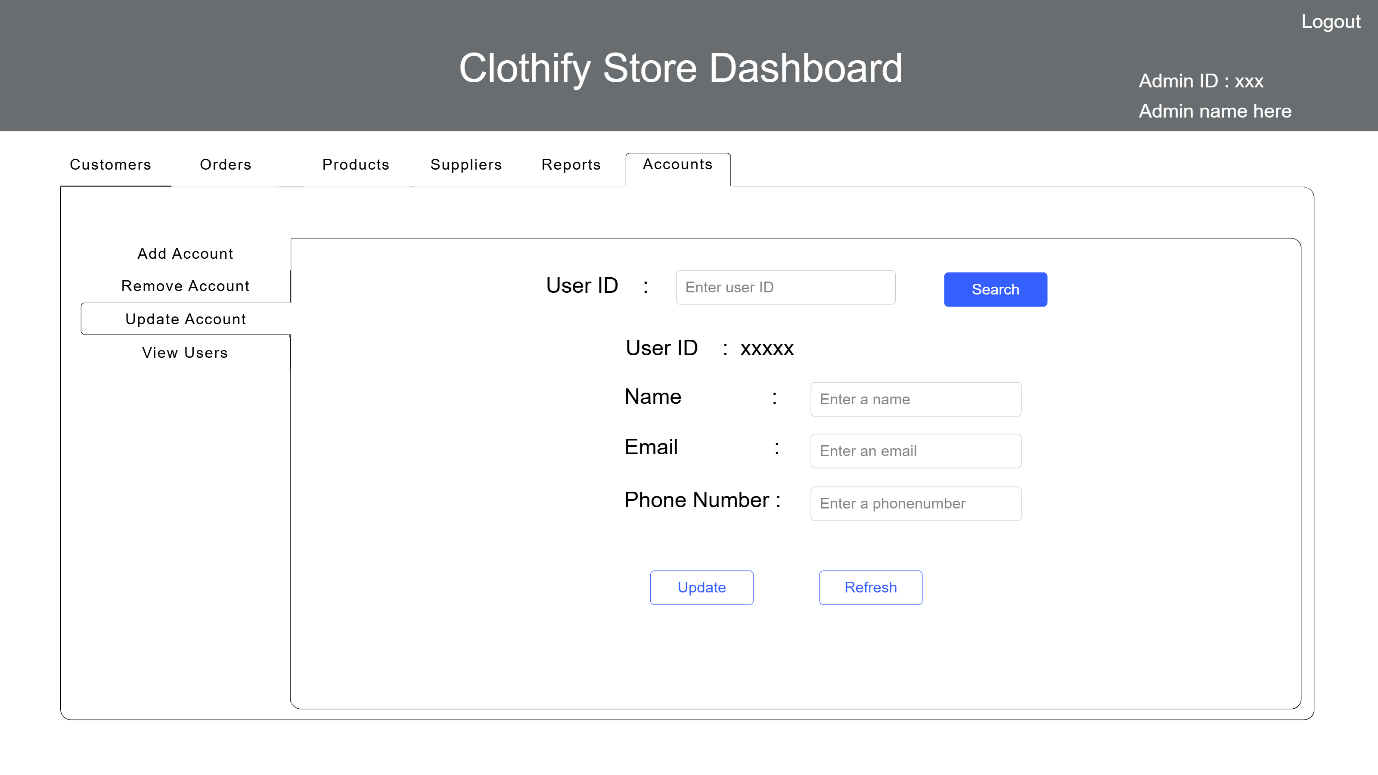 Logout
Clothify Store Dashboard
Admin ID : xxx
Admin name here
Customers Orders Products Suppliers Reports Accounts
Add Account
Remove Account
Update Account
View Users
User ID : Enter user ID Search
User ID : xxxxx
Name : Enter a name
Email : Enter an email
Phone Number : Enter a phonenumber
Update Refresh